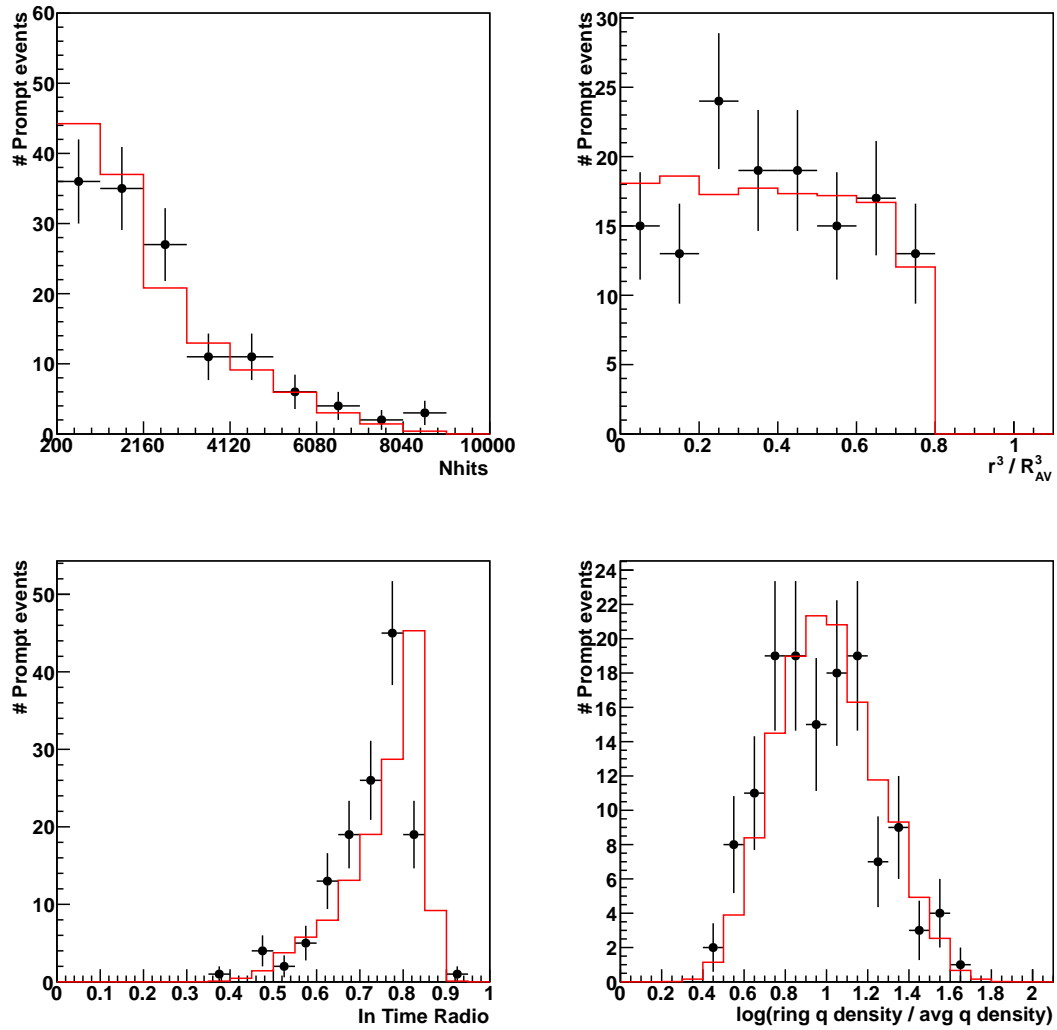 # Prompt events
60
50
40
30
20
10
0
200 2160 4120 6080 8040 10000
Nhits
# Prompt events
30
25
20
15
10
5
0
0 0.2 0.4 0.6 0.8 1
r³ / R³AV
# Prompt events
50
40
30
20
10
0
0 0.1 0.2 0.3 0.4 0.5 0.6 0.7 0.8 0.9 1
In Time Radio
# Prompt events
24
22
20
18
16
14
12
10
8
6
4
2
0
0 0.2 0.4 0.6 0.8 1 1.2 1.4 1.6 1.8 2
log(ring q density / avg q density)